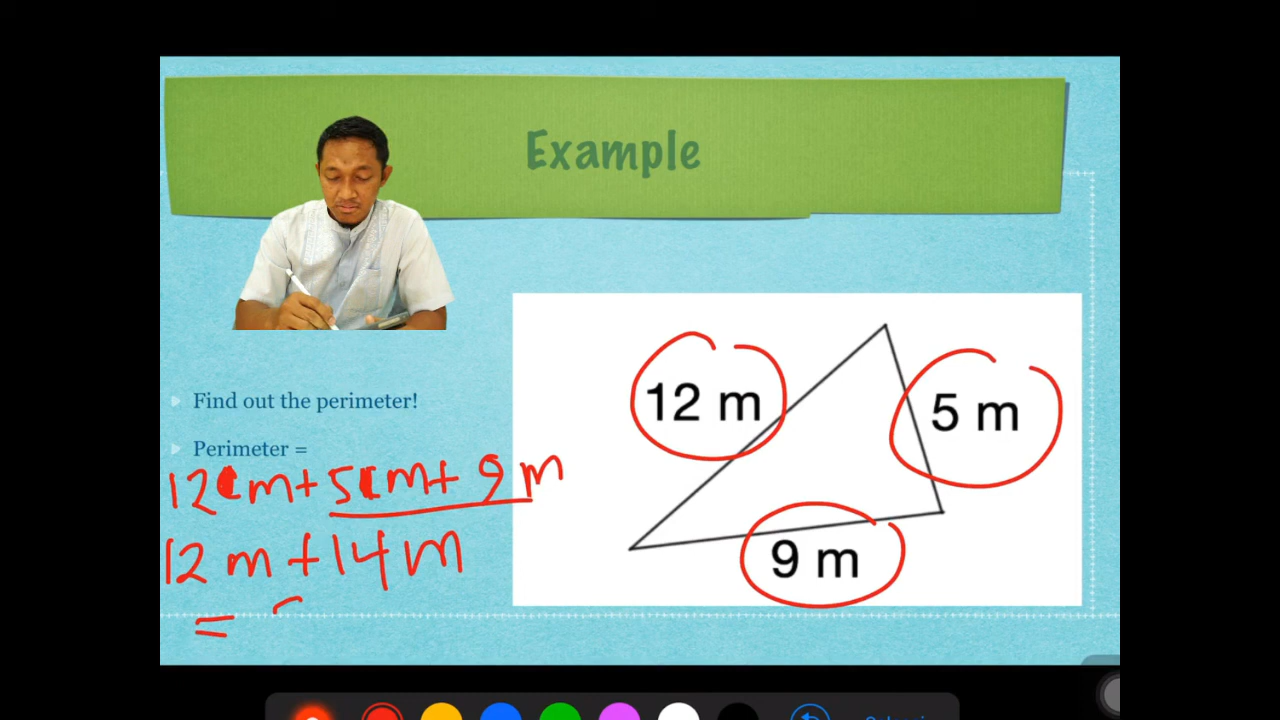 Example
Find out the perimeter!
Perimeter =
12 m + 5 m + 9 m
12 m + 14 m
=
12 m
5 m
9 m